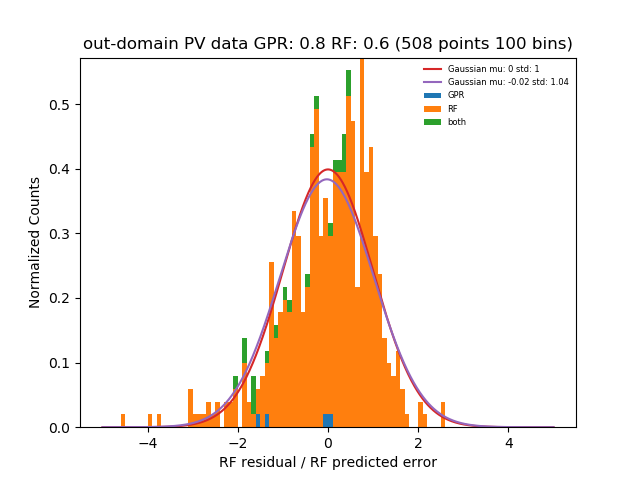 out-domain PV data GPR: 0.8 RF: 0.6 (508 points 100 bins)
Gaussian mu: 0 std: 1
Gaussian mu: -0.02 std: 1.04
GPR
RF
both
Normalized Counts
0.5
0.4
0.3
0.2
0.1
0.0
−4 −2 0 2 4
RF residual / RF predicted error